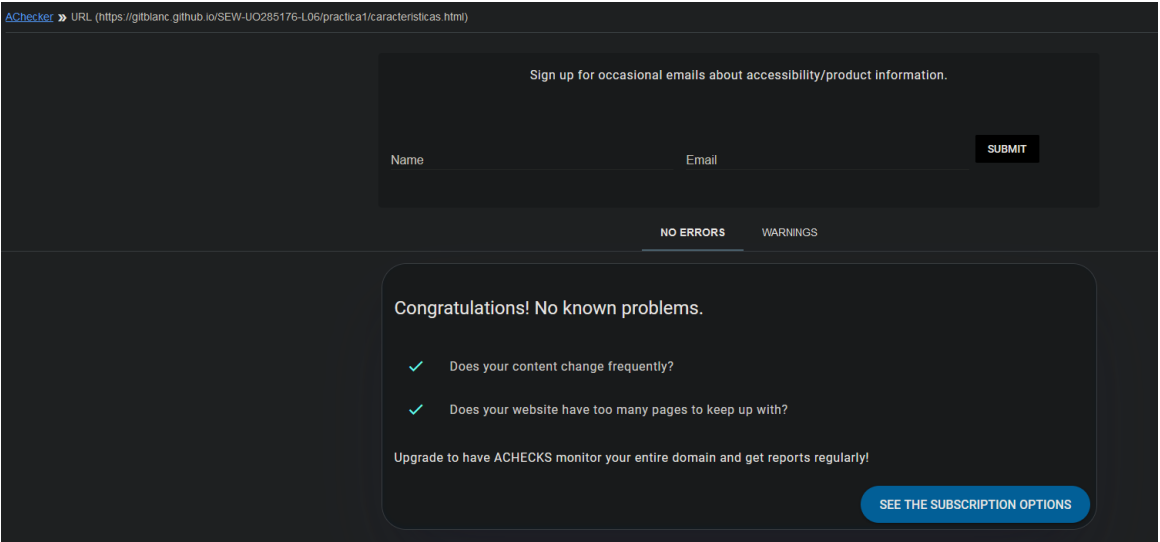 AChecker » URL (https://gitblanc.github.io/SEW-UO285176-L06/practica1/caracteristicas.html)
Sign up for occasional emails about accessibility/product information.
Name Email SUBMIT
NO ERRORS WARNINGS
Congratulations! No known problems.
Does your content change frequently?
Does your website have too many pages to keep up with?
Upgrade to have ACHECKS monitor your entire domain and get reports regularly!
SEE THE SUBSCRIPTION OPTIONS